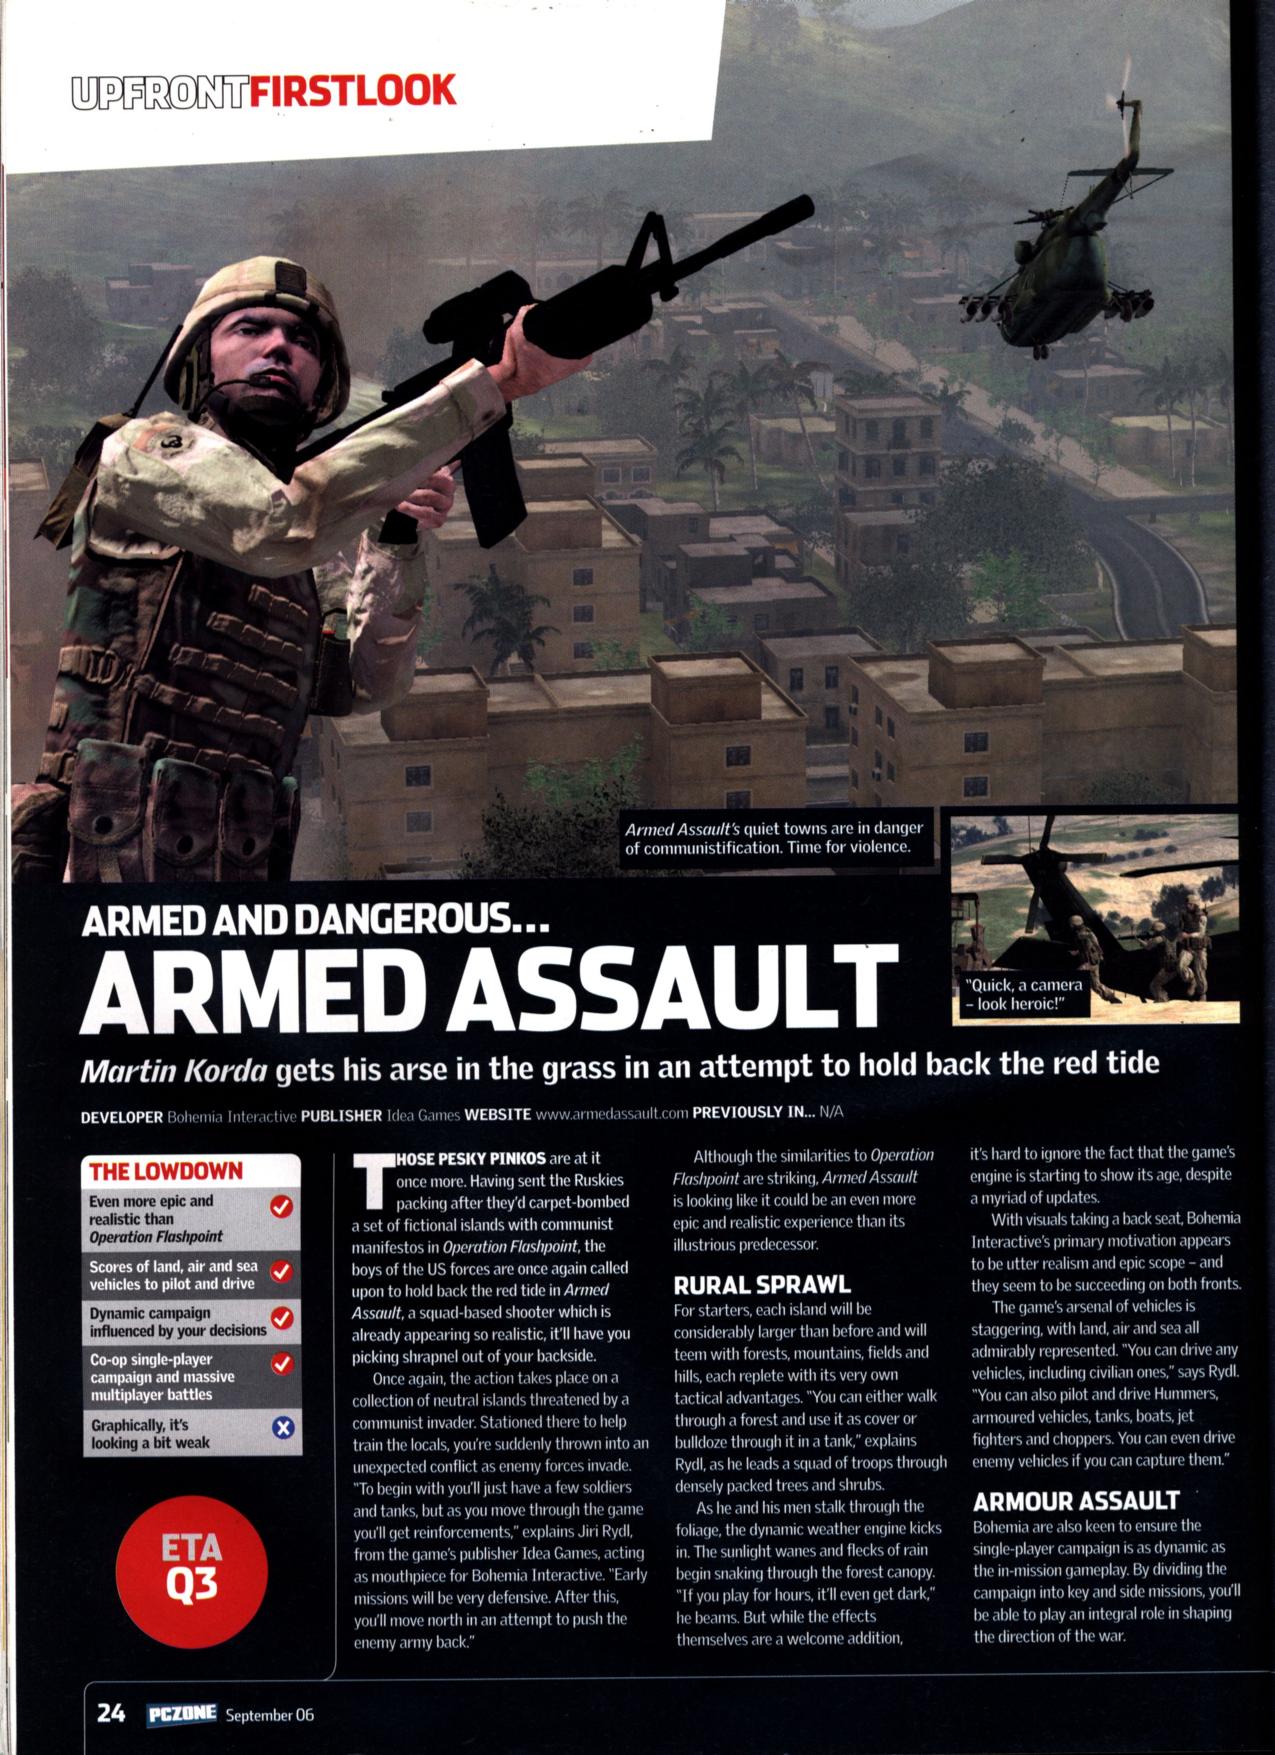 UPFRONTFIRSTLOOK
Armed Assault's quiet towns are in danger
of communistification. Time for violence.
"Quick, a camera
– look heroic!"
ARMED AND DANGEROUS...
ARMED ASSAULT
Martin Korda gets his arse in the grass in an attempt to hold back the red tide
DEVELOPER Bohemia Interactive PUBLISHER Idea Games WEBSITE www.armedassault.com PREVIOUSLY IN... N/A
THE LOWDOWN
Even more epic and
realistic than
Operation Flashpoint
Scores of land, air and sea
vehicles to pilot and drive
Dynamic campaign
influenced by your decisions
Co-op single-player
campaign and massive
multiplayer battles
Graphically, it's
looking a bit weak
ETA
Q3
THOSE PESKY PINKOS are at it
once more. Having sent the Ruskies
packing after they'd carpet-bombed
a set of fictional islands with communist
manifestos in Operation Flashpoint, the
boys of the US forces are once again called
upon to hold back the red tide in Armed
Assault, a squad-based shooter which is
already appearing so realistic, it'll have you
picking shrapnel out of your backside.
Once again, the action takes place on a
collection of neutral islands threatened by a
communist invader. Stationed there to help
train the locals, you're suddenly thrown into an
unexpected conflict as enemy forces invade.
"To begin with you'll just have a few soldiers
and tanks, but as you move through the game
you'll get reinforcements," explains Jiri Rydl,
from the game's publisher Idea Games, acting
as mouthpiece for Bohemia Interactive. "Early
missions will be very defensive. After this,
you'll move north in an attempt to push the
enemy army back."
Although the similarities to Operation
Flashpoint are striking, Armed Assault
is looking like it could be an even more
epic and realistic experience than its
illustrious predecessor.
RURAL SPRAWL
For starters, each island will be
considerably larger than before and will
teem with forests, mountains, fields and
hills, each replete with its very own
tactical advantages. "You can either walk
through a forest and use it as cover or
bulldoze through it in a tank," explains
Rydl, as he leads a squad of troops through
densely packed trees and shrubs.
As he and his men stalk through the
foliage, the dynamic weather engine kicks
in. The sunlight wanes and flecks of rain
begin snaking through the forest canopy.
"If you play for hours, it'll even get dark,"
he beams. But while the effects
themselves are a welcome addition,
it's hard to ignore the fact that the game's
engine is starting to show its age, despite
a myriad of updates.
With visuals taking a back seat, Bohemia
Interactive's primary motivation appears
to be utter realism and epic scope – and
they seem to be succeeding on both fronts.
The game's arsenal of vehicles is
staggering, with land, air and sea all
admirably represented. "You can drive any
vehicles, including civilian ones," says Rydl.
"You can also pilot and drive Hummers,
armoured vehicles, tanks, boats, jet
fighters and choppers. You can even drive
enemy vehicles if you can capture them."
ARMOUR ASSAULT
Bohemia are also keen to ensure the
single-player campaign is as dynamic as
the in-mission gameplay. By dividing the
campaign into key and side missions, you'll
be able to play an integral role in shaping
the direction of the war.
24 PCZONE September 06